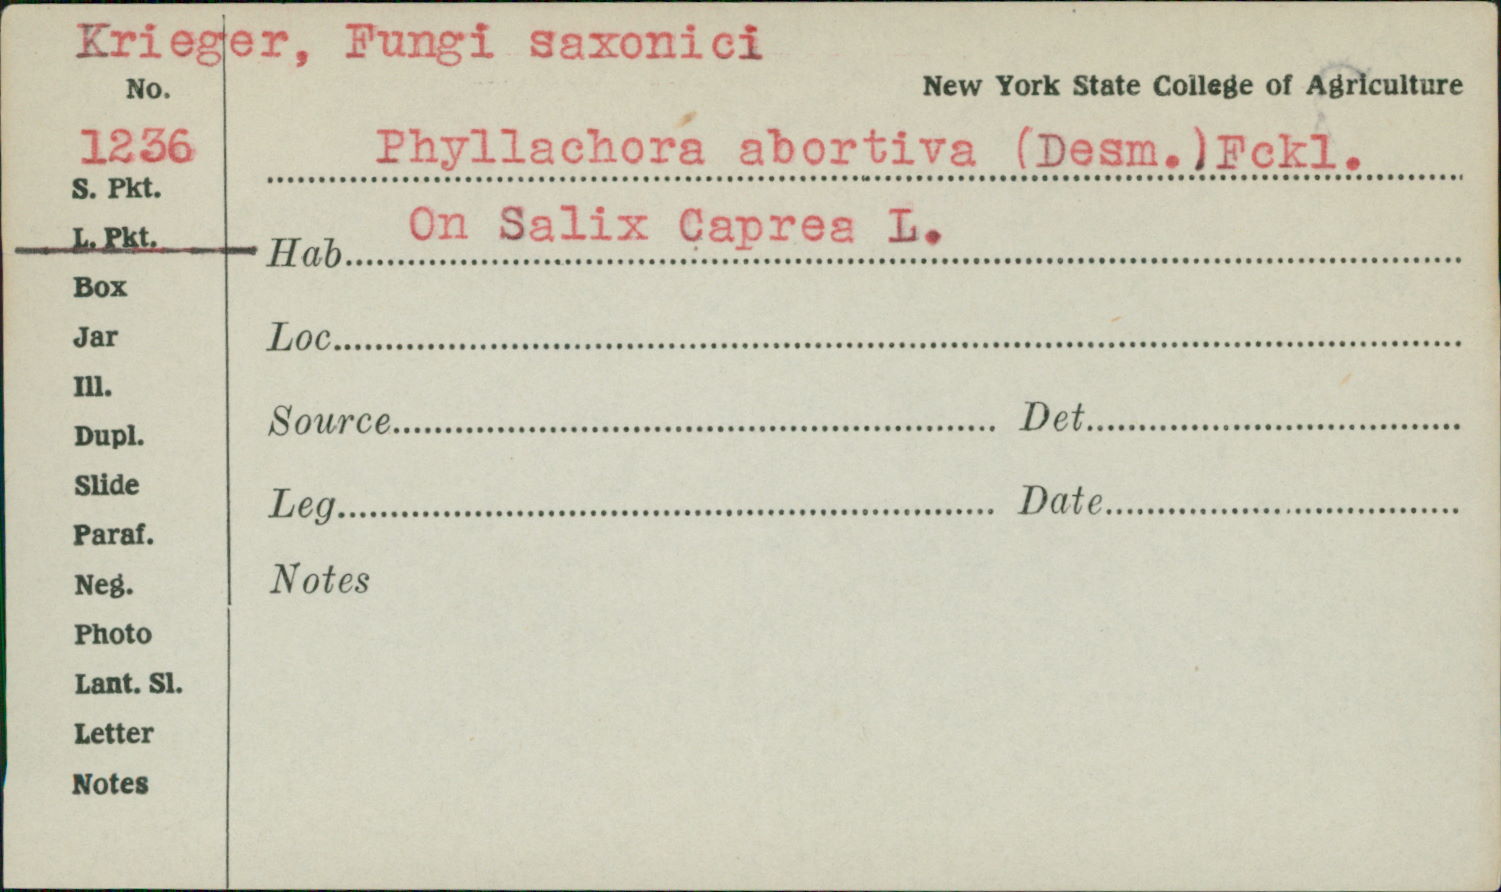 Krieger, Fungi saxonici
No.
New York State College of Agriculture
1236
Phyllachora abortiva (Desm.)Fckl.
S. Pkt.
On Salix Caprea L.
L. Pkt.
Hab.
Box
Loc.
Jar
Ill.
Source
Det.
Dupl.
Slide
Leg.
Date
Paraf.
Notes
Neg.
Photo
Lant. Sl.
Letter
Notes